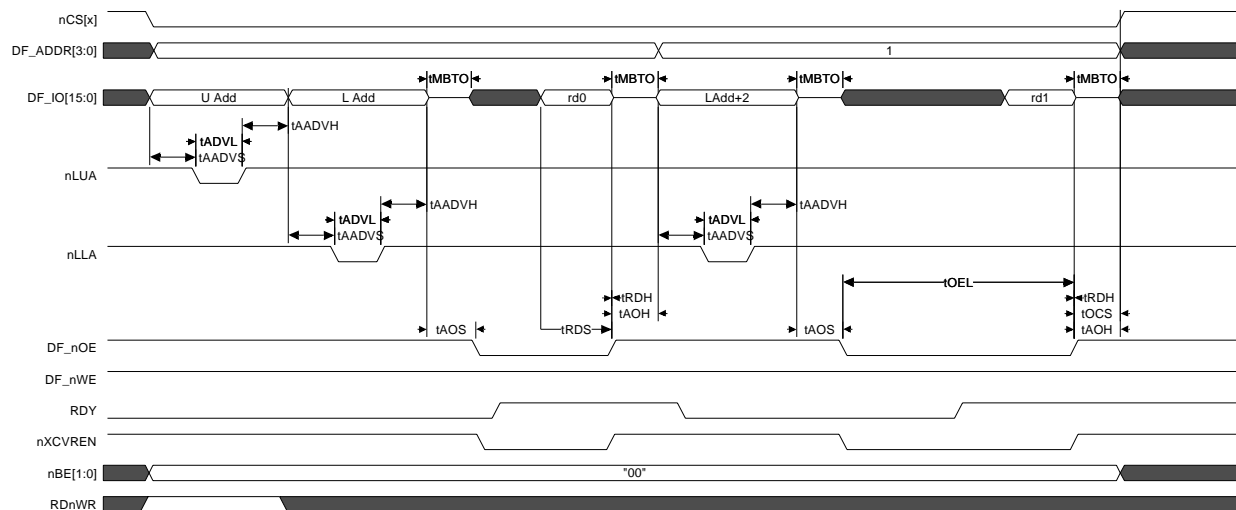 nCS[x]
DF_ADDR[3:0]
1
tMBTO tMBTO tMBTO tMBTO
DF_IO[15:0]
U Add L Add rd0 LAdd+2 rd1
tAADVH
tADVL
tAADVS
nLUA
tAADVH tAADVH
tADVL tADVL
tAADVS tAADVS
nLLA
tOEL
tRDH tRDH
tAOH tOCS
tAOS tRDS tAOS tAOH
DF_nOE
DF_nWE
RDY
nXCVREN
nBE[1:0]
"00"
RDnWR